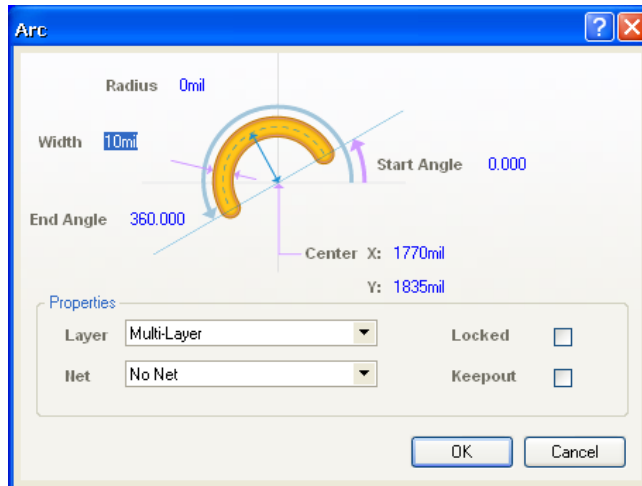 Arc
Radius 0mil
Width 10mil
Start Angle 0.000
End Angle 360.000
Center X: 1770mil
Y: 1835mil
Properties
Layer Multi-Layer Locked
Net No Net Keepout
OK Cancel